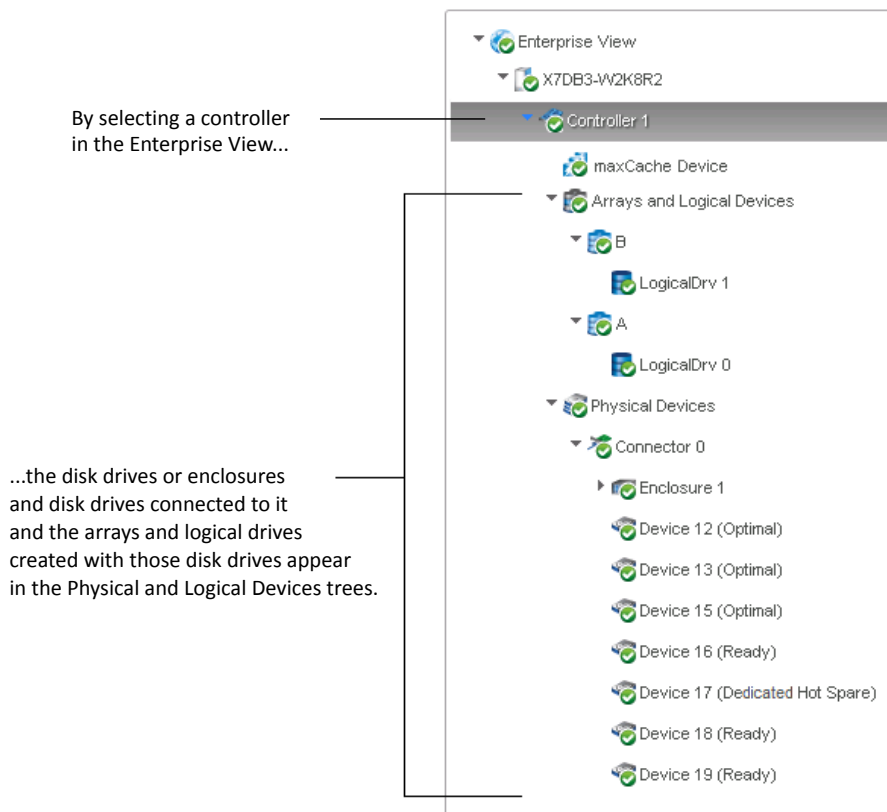 Enterprise View
X7DB3-W2K8R2
By selecting a controller
in the Enterprise View...
Controller 1
maxCache Device
Arrays and Logical Devices
B
LogicalDrv 1
A
LogicalDrv 0
Physical Devices
Connector 0
...the disk drives or enclosures
and disk drives connected to it
and the arrays and logical drives
created with those disk drives appear
in the Physical and Logical Devices trees.
Enclosure 1
Device 12 (Optimal)
Device 13 (Optimal)
Device 15 (Optimal)
Device 16 (Ready)
Device 17 (Dedicated Hot Spare)
Device 18 (Ready)
Device 19 (Ready)